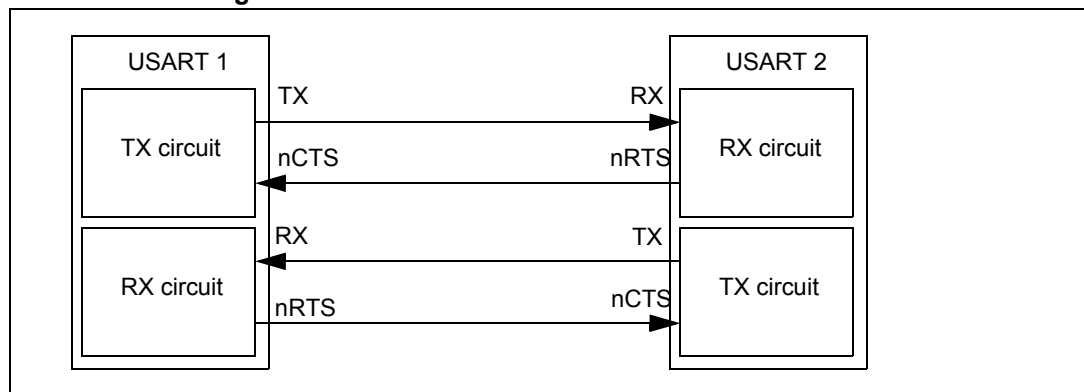 USART 1
USART 2
TX
RX
TX circuit
RX circuit
nCTS
nRTS
RX
TX
RX circuit
TX circuit
nRTS
nCTS